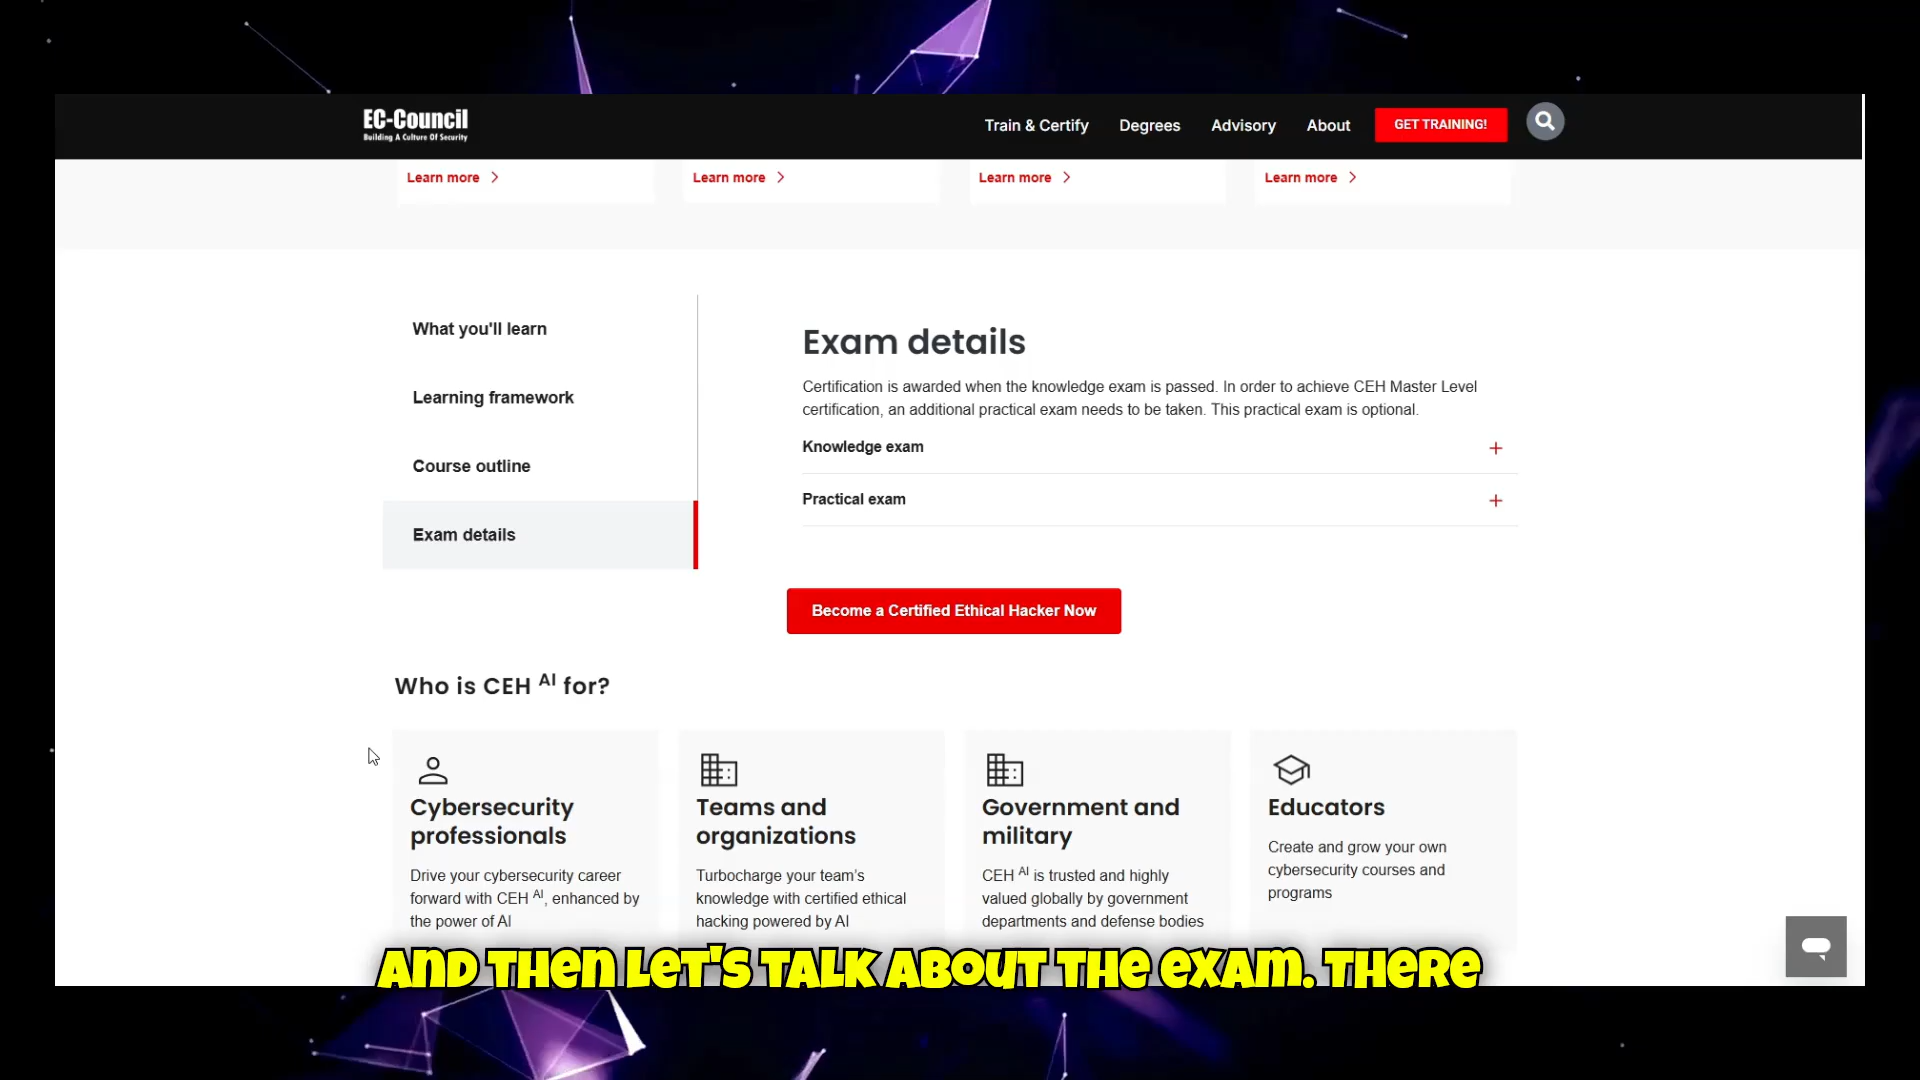 EC-Council
Building A Culture Of Security
Train & Certify
Degrees
Advisory
About
GET TRAINING!
Learn more
Learn more
Learn more
Learn more
What you'll learn
Learning framework
Course outline
Exam details
Exam details
Certification is awarded when the knowledge exam is passed. In order to achieve CEH Master Level
certification, an additional practical exam needs to be taken. This practical exam is optional.
Knowledge exam
Practical exam
Become a Certified Ethical Hacker Now
Who is CEH AI for?
Cybersecurity
professionals
Drive your cybersecurity career
forward with CEH AI, enhanced by
the power of AI
Teams and
organizations
Turbocharge your team’s
knowledge with certified ethical
hacking powered by AI
Government and
military
CEH AI is trusted and highly
valued globally by government
departments and defense bodies
Educators
Create and grow your own
cybersecurity courses and
programs
AND THEN LET'S TALK ABOUT THE EXAM. THERE